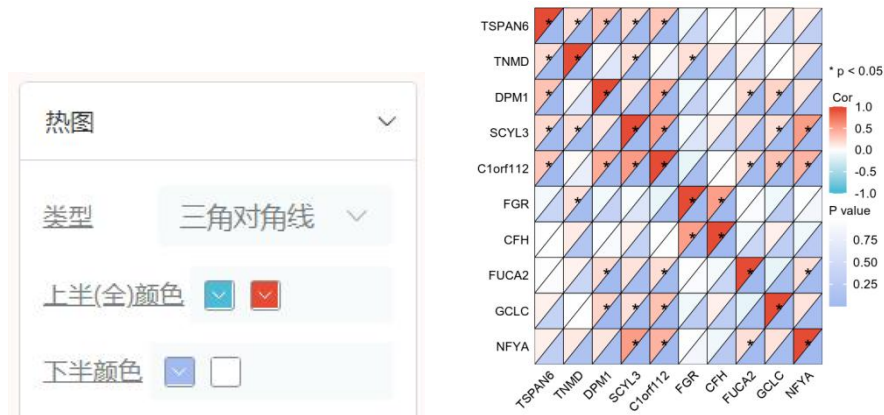 热图
类型
三角对角线
上半(全)颜色
下半颜色
TSPAN6
TNMD
DPM1
SCYL3
C1orf112
FGR
CFH
FUCA2
GCLC
NFYA
TSPAN6
TNMD
DPM1
SCYL3
C1orf112
FGR
CFH
FUCA2
GCLC
NFYA
* p < 0.05
Cor
1.0
0.5
0.0
-0.5
-1.0
P value
0.75
0.50
0.25